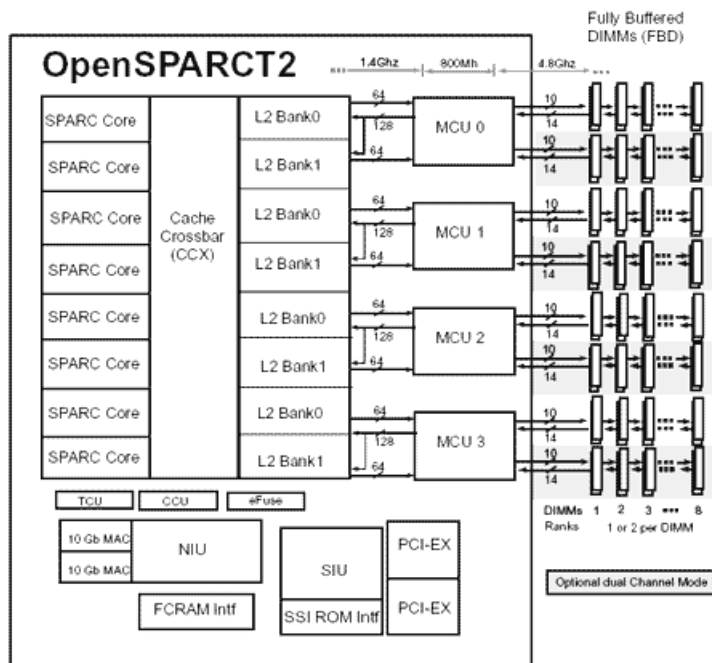 Fully Buffered
DIMMs (FBD)
OpenSPARCT2
1.4Ghz
800Mh
4.8Ghz
SPARC Core
SPARC Core
SPARC Core
SPARC Core
SPARC Core
SPARC Core
SPARC Core
SPARC Core
Cache
Crossbar
(CCX)
L2 Bank0
L2 Bank1
L2 Bank0
L2 Bank1
L2 Bank0
L2 Bank1
L2 Bank0
L2 Bank1
64
128
64
MCU 0
10
14
10
14
64
128
64
MCU 1
10
14
10
14
64
128
64
MCU 2
10
14
10
14
64
128
64
MCU 3
10
14
10
14
DIMMs 1 2 3 8
Ranks 1 or 2 per DIMM
TCU
CCU
eFuse
10 Gb MAC
10 Gb MAC
NIU
FCRAM Intf
SIU
SSI ROM Intf
PCI-EX
PCI-EX
Optional dual Channel Mode